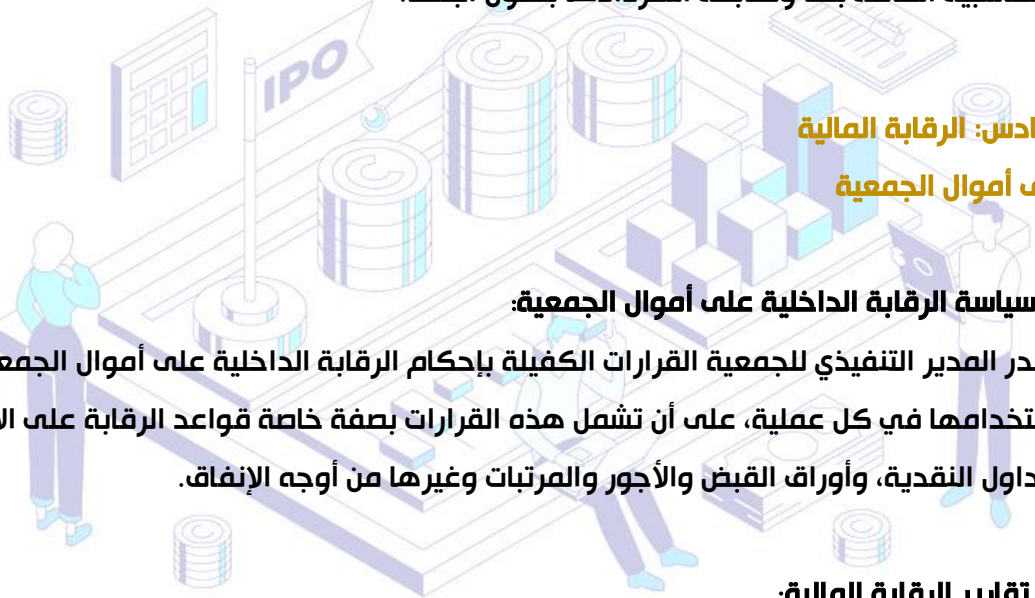 ادس: الرقابة المالية
أموال الجمعية
IPO
سياسة الرقابة الداخلية على أموال الجمعية:
در المدير التنفيذي للجمعية القرارات الكفيلة بإحكام الرقابة الداخلية على أموال الجمع
تخدامها في كل عملية، على أن تشمل هذه القرارات بصفة خاصة قواعد الرقابة على ال
داول النقدية، وأوراق القبض والأجور والمرتبات وغيرها من أوجه الإنفاق.
تقارير الرقابة المالية: